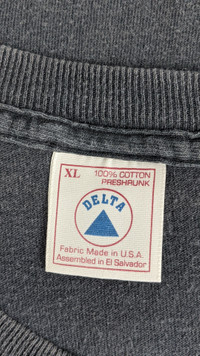 XL 100% COTTON
PRESHRUNK
DELTA
Fabric Made in U.S.A.
Assembled in El Salvador